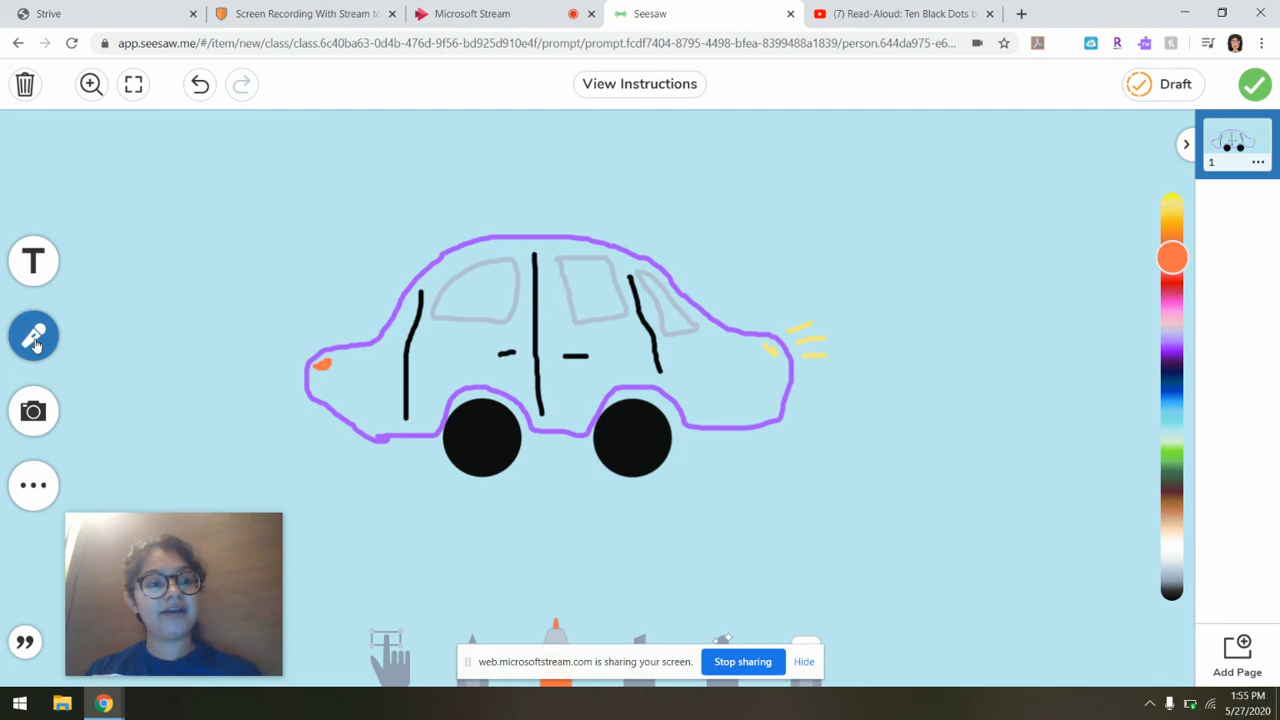 Strive
Screen Recording With Stream to
Microsoft Stream
Seesaw
(7) Read-Aloud: Ten Black Dots b
app.seesaw.me/#/item/new/class/class.6c40ba63-0d4b-476d-9f56-bd925d910e4f/prompt/prompt.fcdf7404-8795-4498-bfea-8399488a1839/person.644da975-e6...
View Instructions
Draft
1
T
web.microsoftstream.com is sharing your screen.
Stop sharing
Hide
Add Page
1:55 PM
5/27/2020